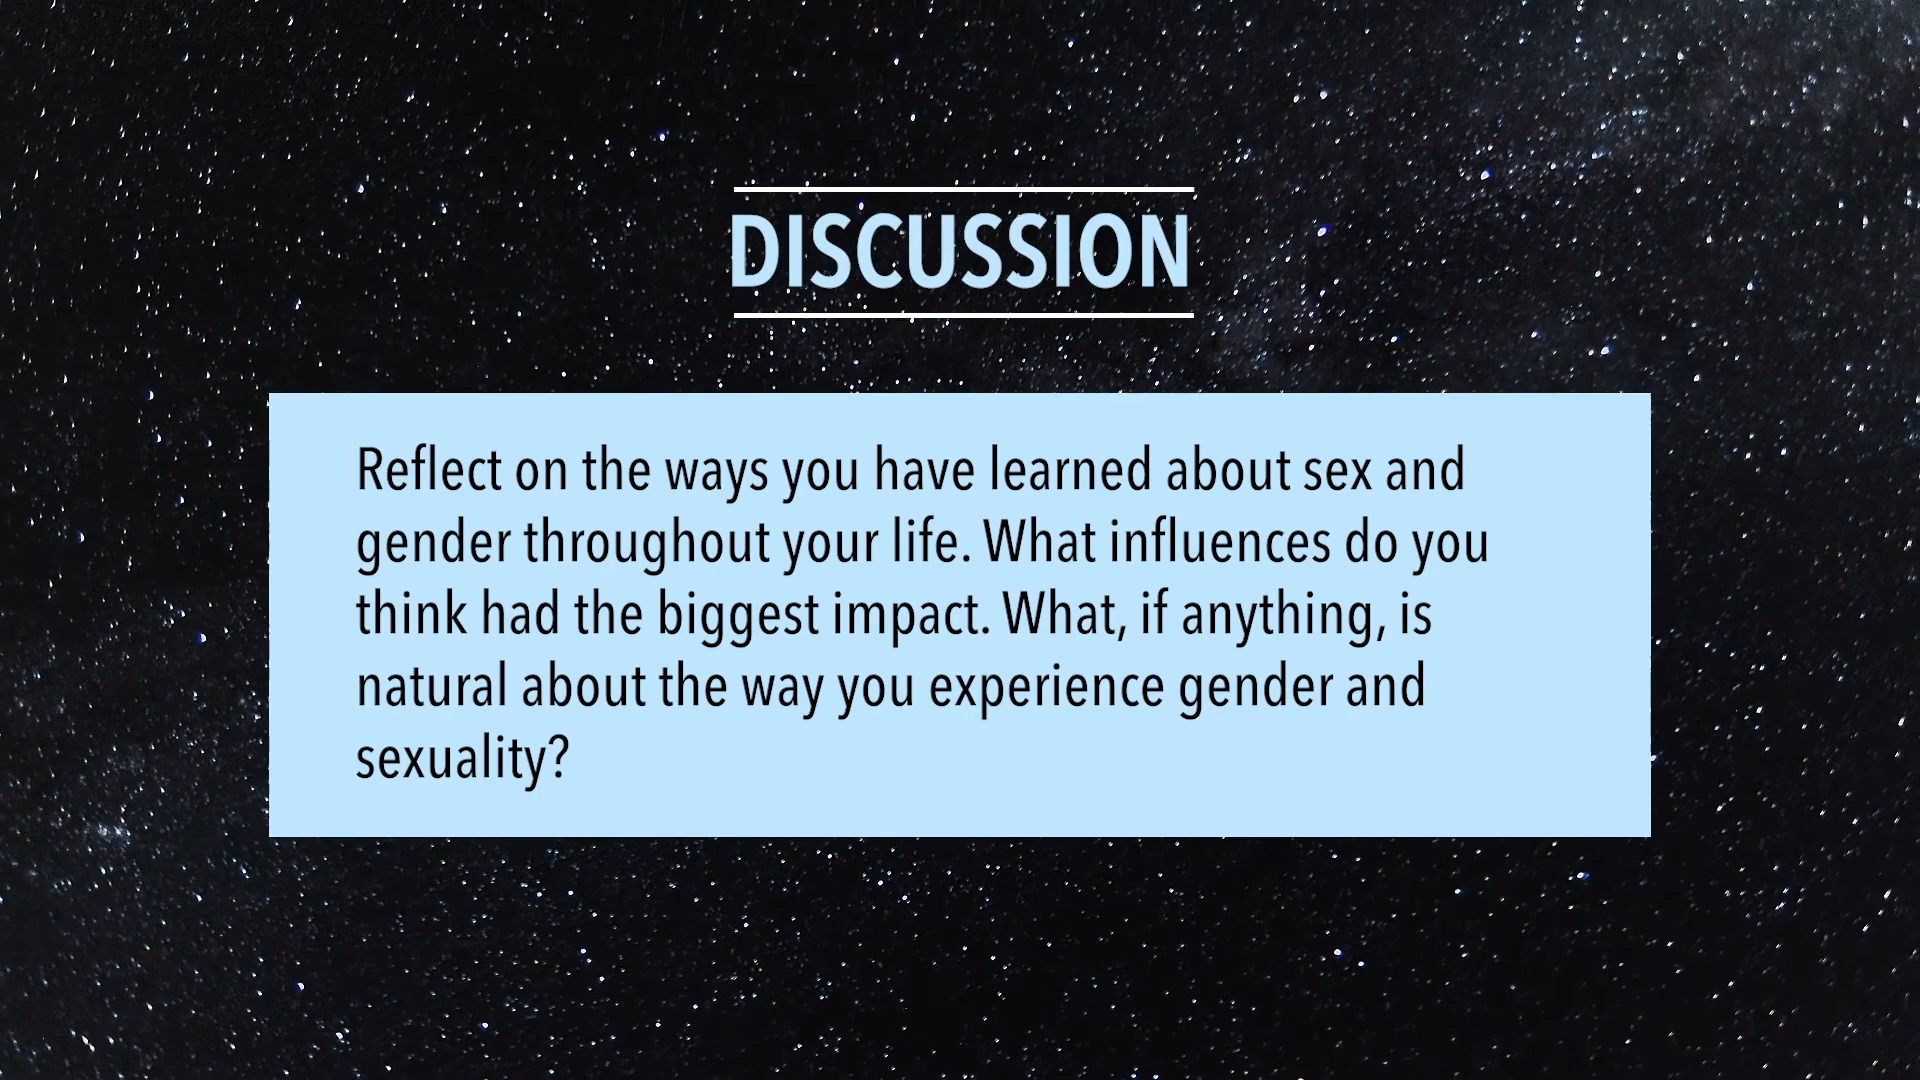 DISCUSSION
Reflect on the ways you have learned about sex and
gender throughout your life. What influences do you
think had the biggest impact. What, if anything, is
natural about the way you experience gender and
sexuality?